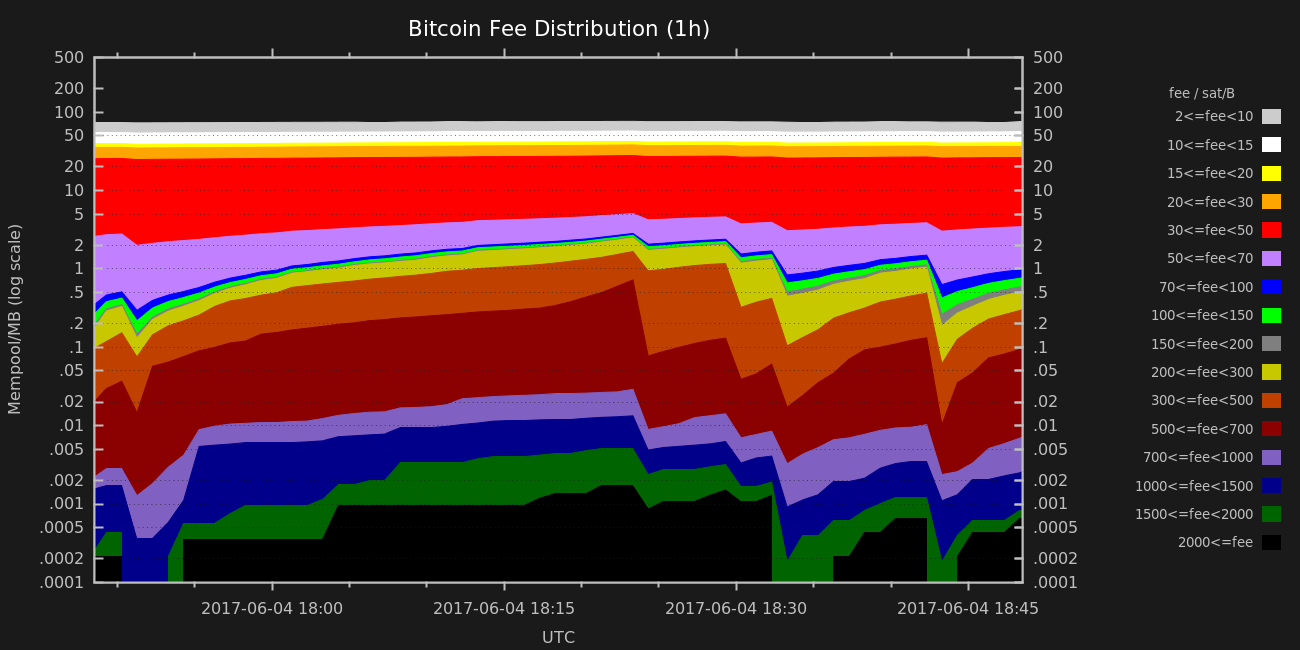 Bitcoin Fee Distribution (1h)
500 500
200 200
100 100
50 50
20 20
10 10
5 5
2 2
1 1
.5 .5
.2 .2
.1 .1
.05 .05
.02 .02
.01 .01
.005 .005
.002 .002
.001 .001
.0005 .0005
.0002 .0002
.0001 .0001
Mempool/MB (log scale)
2017-06-04 18:00 2017-06-04 18:15 2017-06-04 18:30 2017-06-04 18:45
UTC
fee / sat/B
2<=fee<10
10<=fee<15
15<=fee<20
20<=fee<30
30<=fee<50
50<=fee<70
70<=fee<100
100<=fee<150
150<=fee<200
200<=fee<300
300<=fee<500
500<=fee<700
700<=fee<1000
1000<=fee<1500
1500<=fee<2000
2000<=fee